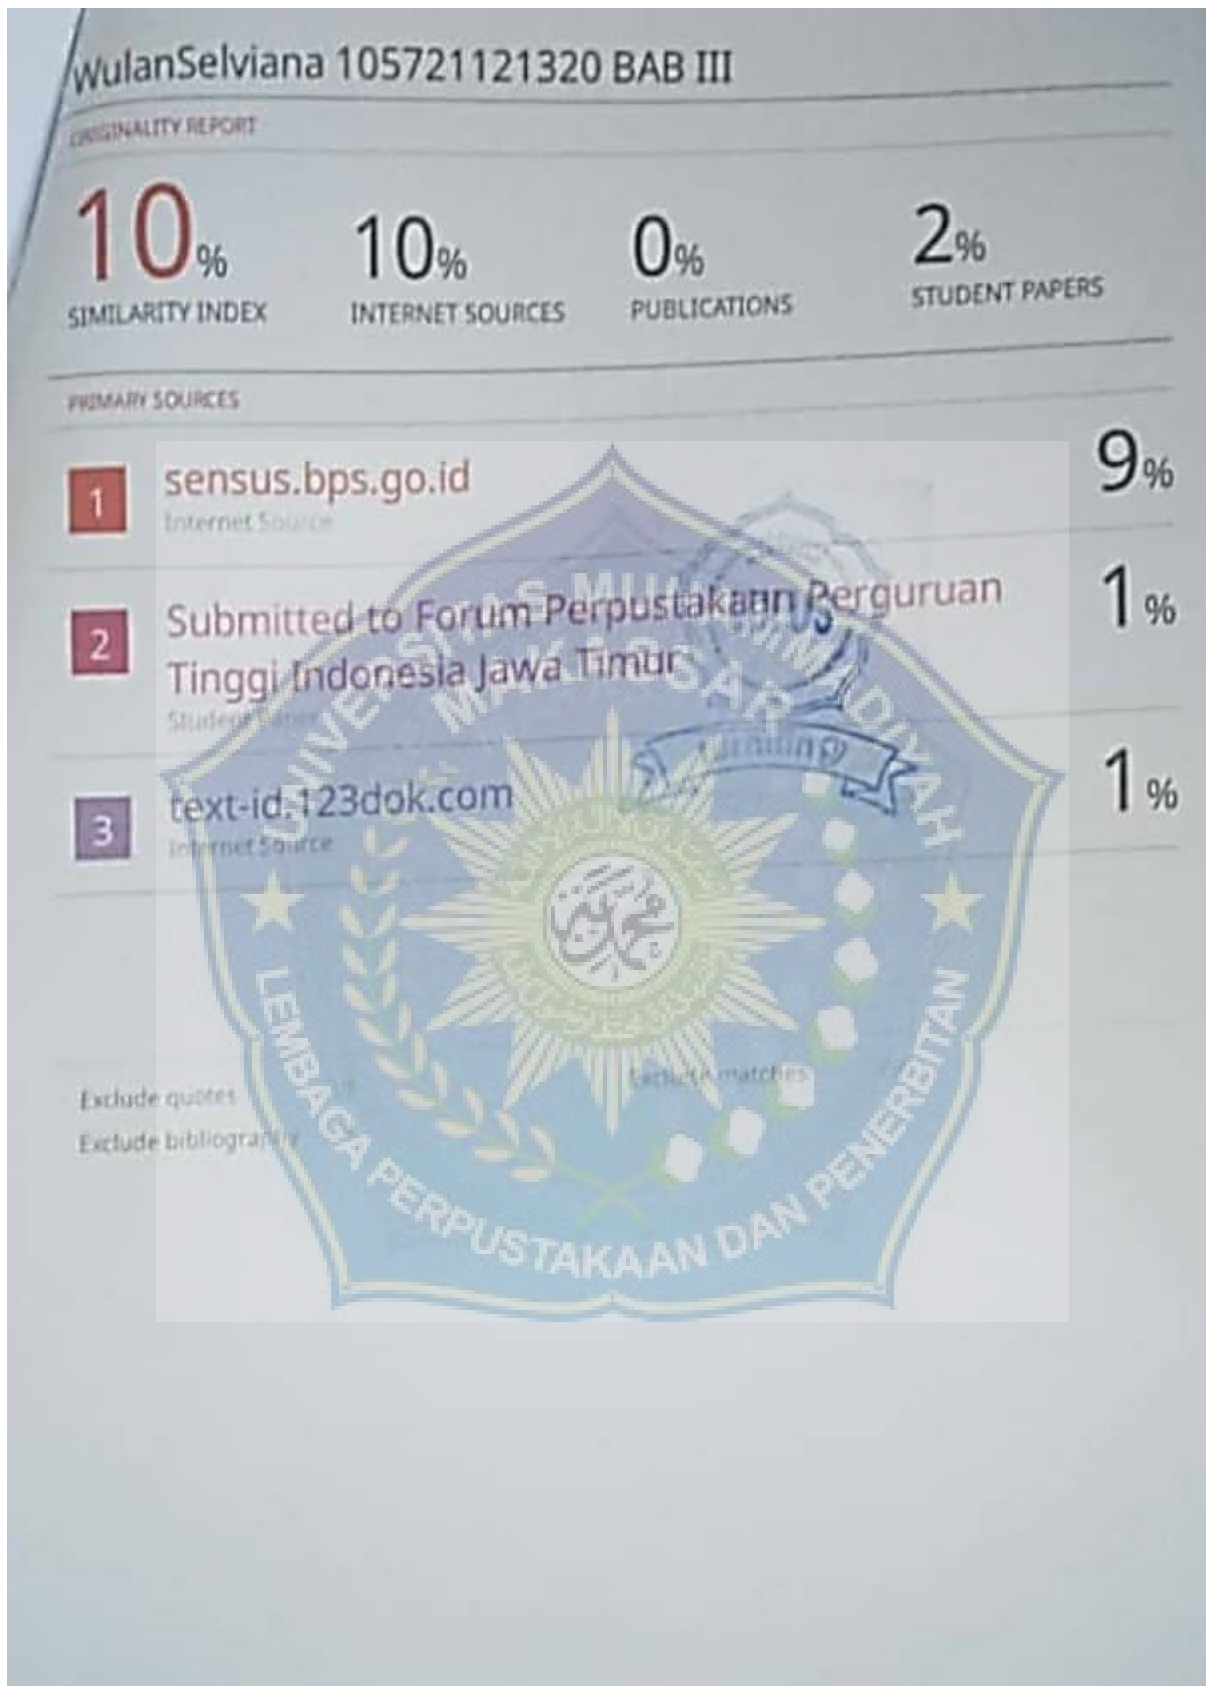 WulanSelviana 105721121320 BAB III
ORIGINALITY REPORT
10%
SIMILARITY INDEX
10%
INTERNET SOURCES
0%
PUBLICATIONS
2%
STUDENT PAPERS
PRIMARY SOURCES
1
sensus.bps.go.id
Internet Source
9%
2
Submitted to Forum Perpustakaan Perguruan
Tinggi Indonesia Jawa Timur
Student Paper
1%
3
text-id.123dok.com
Internet Source
1%
Exclude quotes
Exclude matches
Exclude bibliography
UNIVERSITAS MUHAMMADIYAH
MAKASSAR
turnitin
LEMBAGA PERPUSTAKAAN DAN PENERBITAN